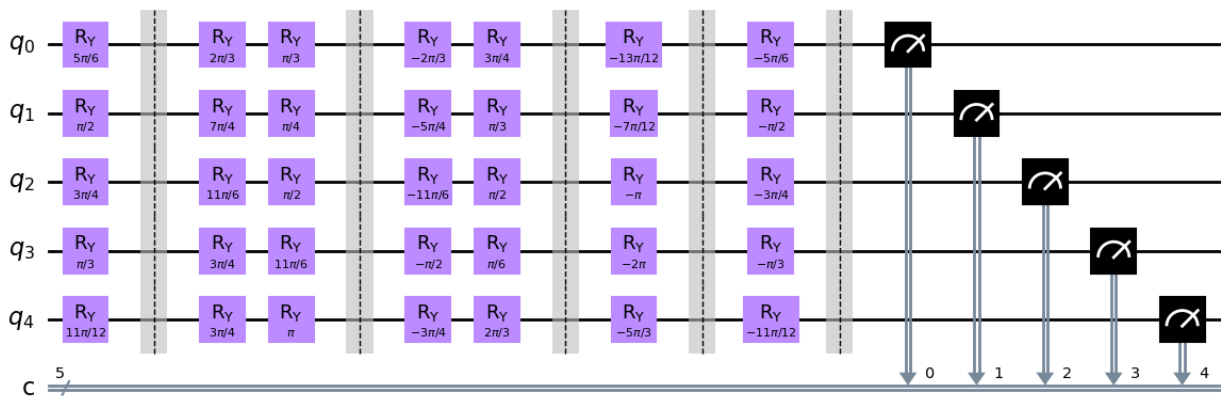 q0 RY 5π/6 RY 2π/3 RY π/3 RY −2π/3 RY 3π/4 RY −13π/12 RY −5π/6
q1 RY π/2 RY 7π/4 RY π/4 RY −5π/4 RY π/3 RY −7π/12 RY −π/2
q2 RY 3π/4 RY 11π/6 RY π/2 RY −11π/6 RY π/2 RY −π RY −3π/4
q3 RY π/3 RY 3π/4 RY 11π/6 RY −π/2 RY π/6 RY −2π RY −π/3
q4 RY 11π/12 RY 3π/4 RY π RY −3π/4 RY 2π/3 RY −5π/3 RY −11π/12
c 5 0 1 2 3 4